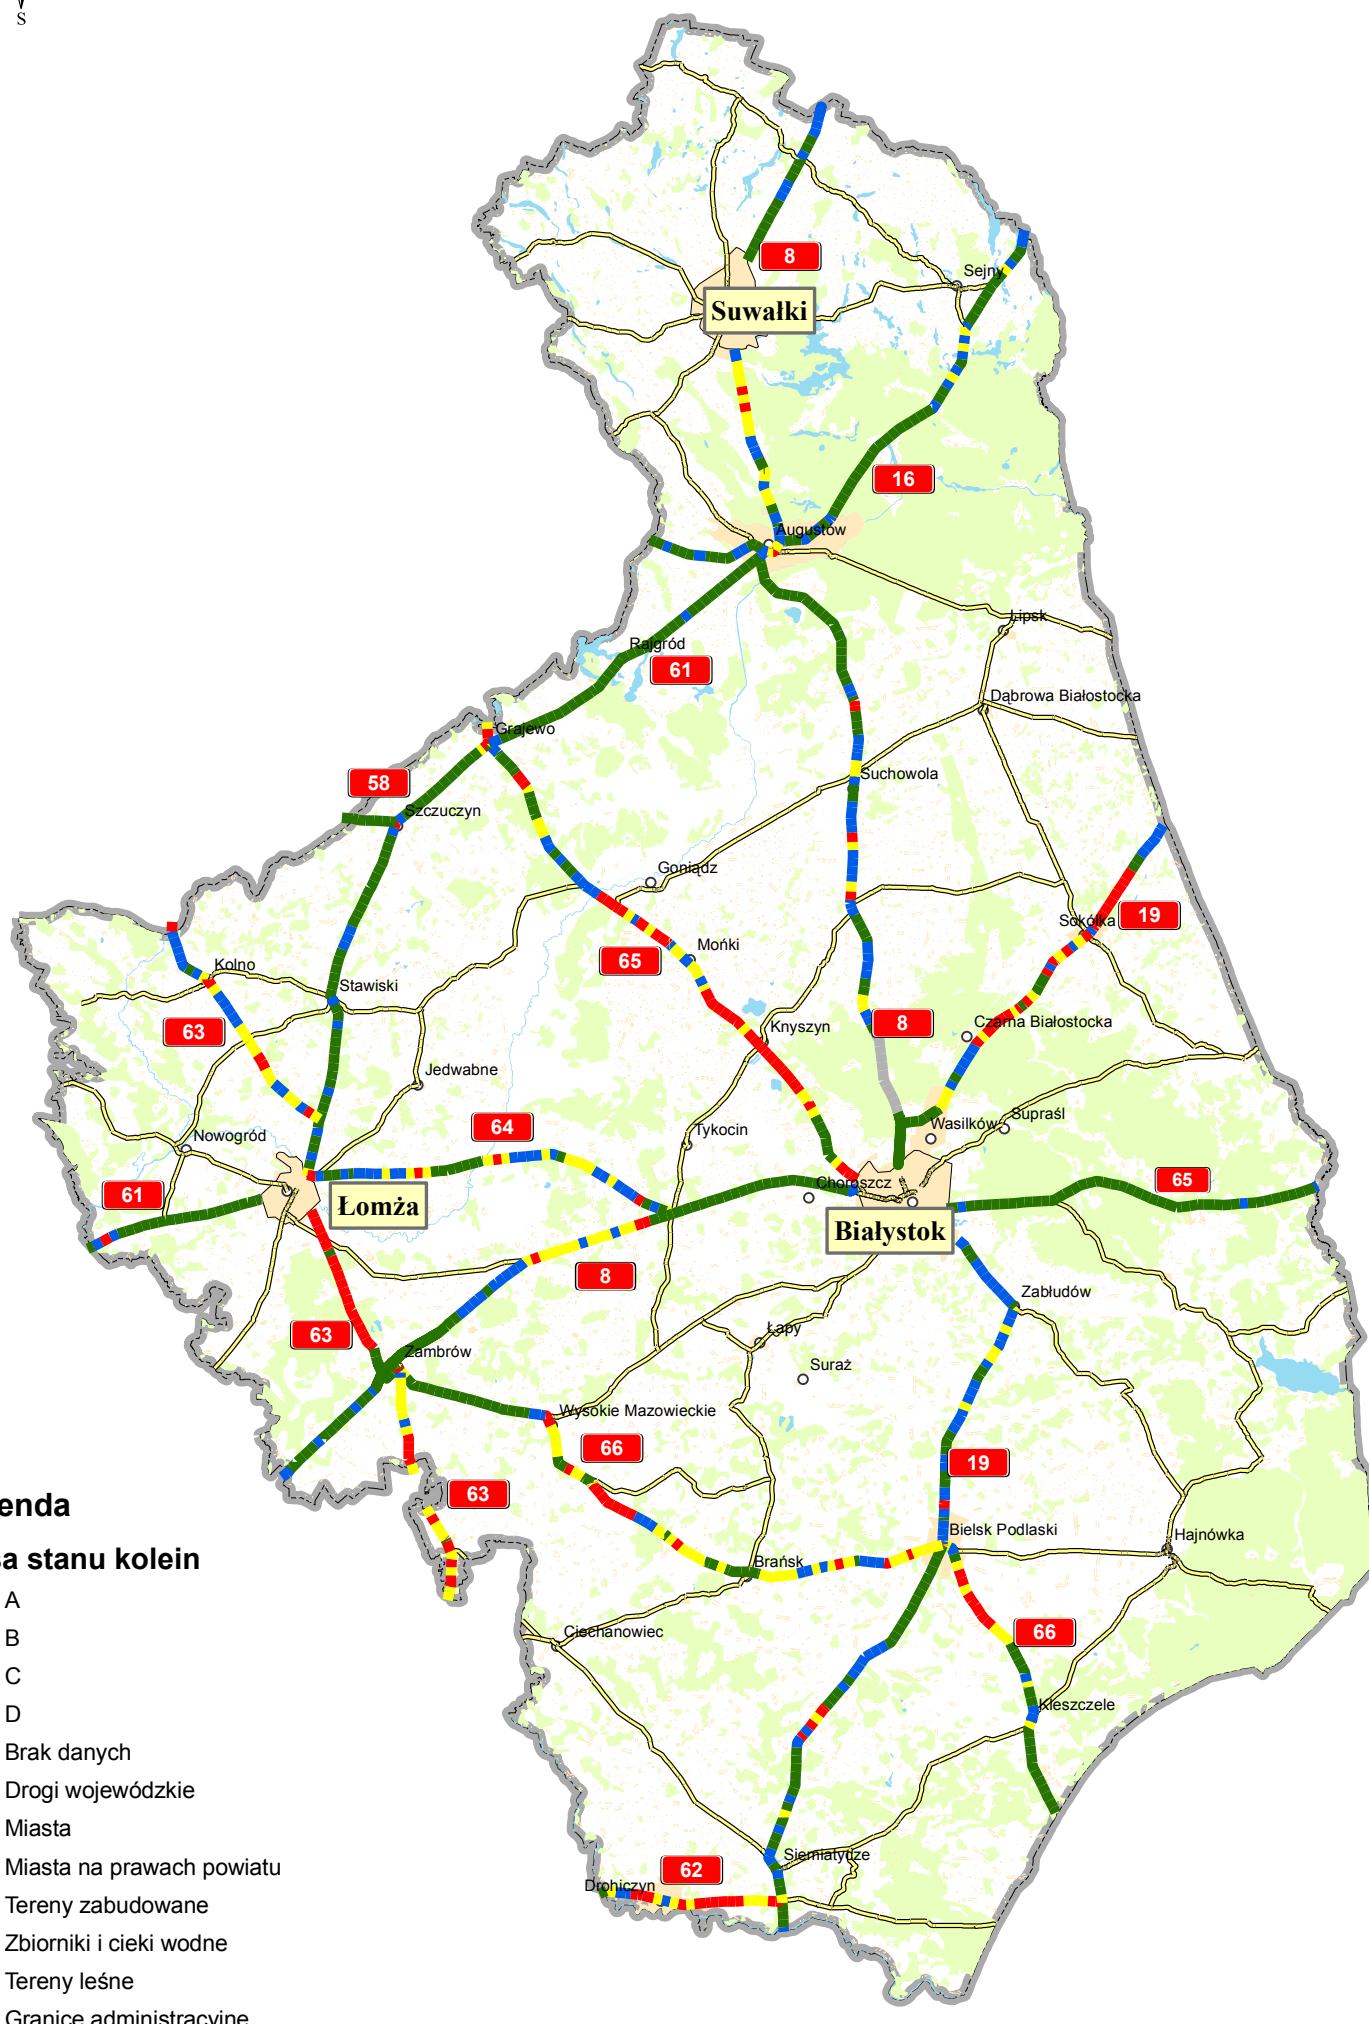 S
8
Sejny
Suwałki
16
Augustów
Lipsk
Rajgród
61
Dąbrowa Białostocka
Grajewo
58
Suchowola
Szczuczyn
Goniądz
19
Sokółka
Mońki
65
Kolno
Stawiski
63
Knyszyn
8
Czarna Białostocka
Jedwabne
64
Tykocin
Wasilków
Supraśl
Nowogród
61
Łomża
Choroszcz
65
Białystok
8
Zabłudów
63
Łapy
Zambrów
Suraż
Wysokie Mazowieckie
66
19
63
enda
Bielsk Podlaski
Hajnówka
sa stanu kolein
Brańsk
A
B
Ciechanowiec
66
C
Kleszczele
D
Brak danych
Drogi wojewódzkie
Miasta
Siemiatycze
Miasta na prawach powiatu
62
Drohiczyn
Tereny zabudowane
Zbiorniki i cieki wodne
Tereny leśne
Granice administracyjne